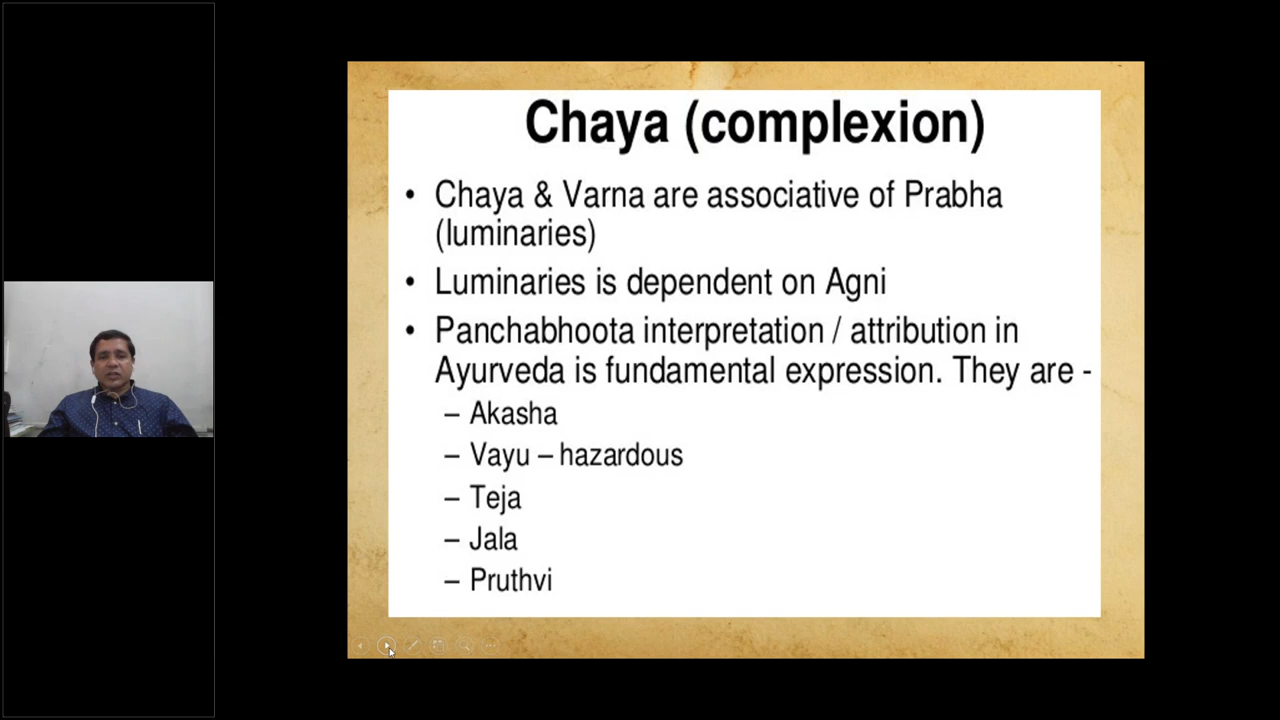 Chaya (complexion)
• Chaya & Varna are associative of Prabha
(luminaries)
• Luminaries is dependent on Agni
• Panchabhoota interpretation / attribution in
Ayurveda is fundamental expression. They are -
– Akasha
– Vayu – hazardous
– Teja
– Jala
– Pruthvi